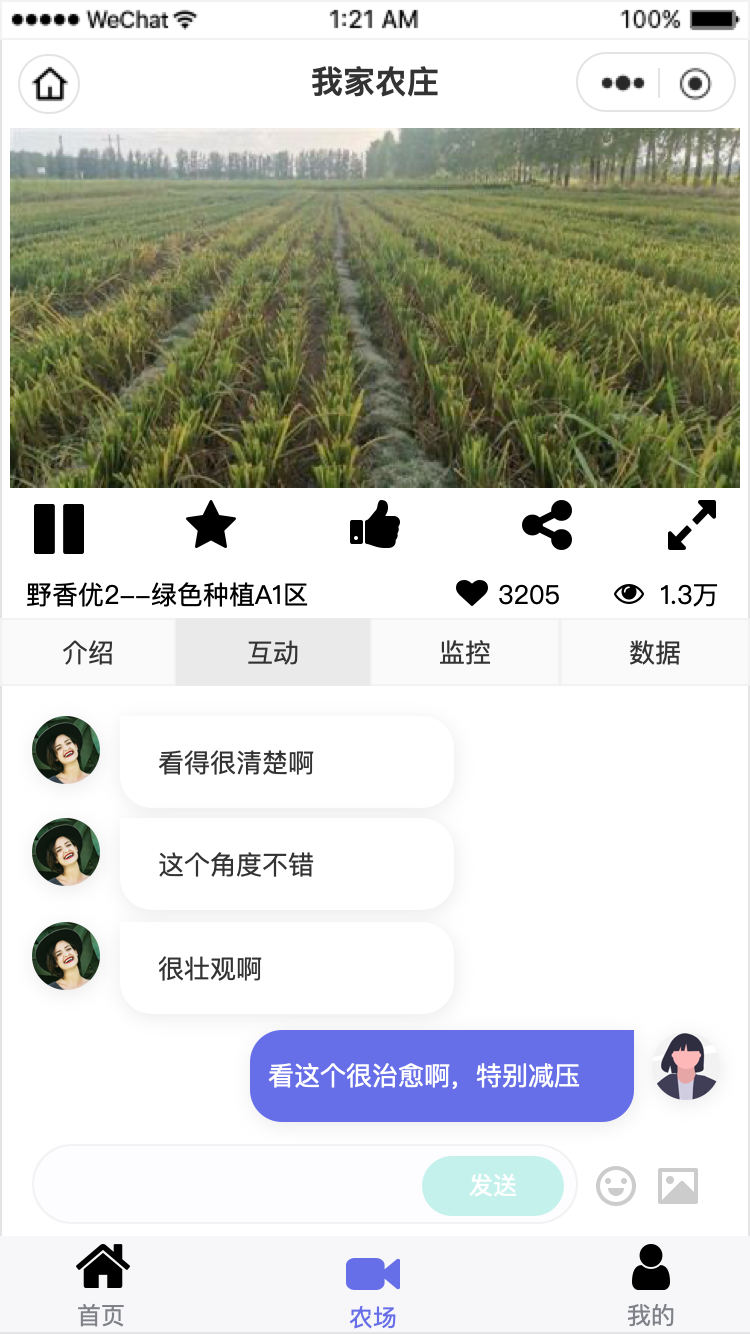 WeChat 1:21 AM 100%
我家农庄
野香优2--绿色种植A1区 3205 1.3万
介绍 互动 监控 数据
看得很清楚啊
这个角度不错
很壮观啊
看这个很治愈啊，特别减压
发送
首页 农场 我的